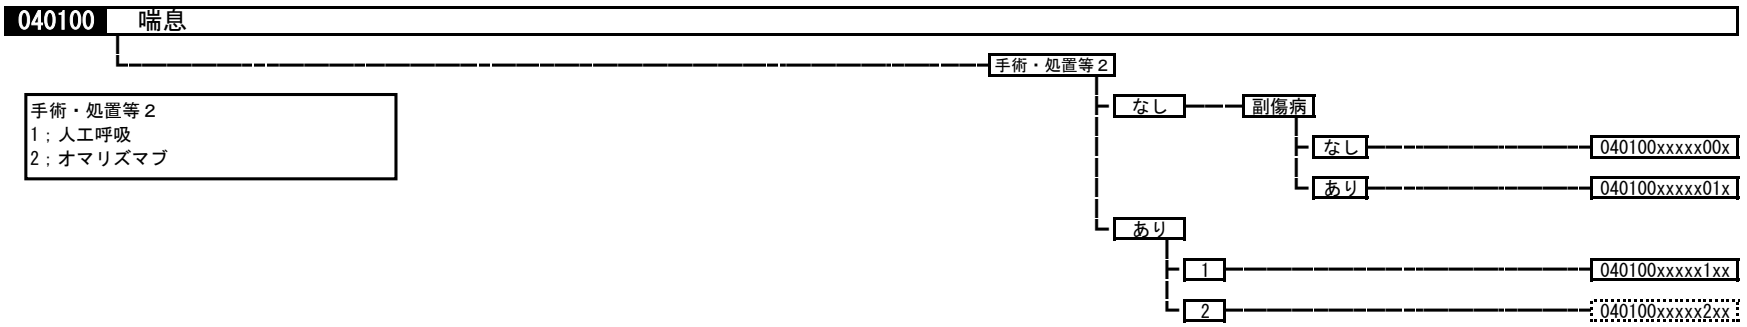 040100 喘息
手術・処置等２
手術・処置等２
1；人工呼吸
2；オマリズマブ
なし 副傷病
なし 040100xxxxx00x
あり 040100xxxxx01x
あり
1 040100xxxxx1xx
2 040100xxxxx2xx